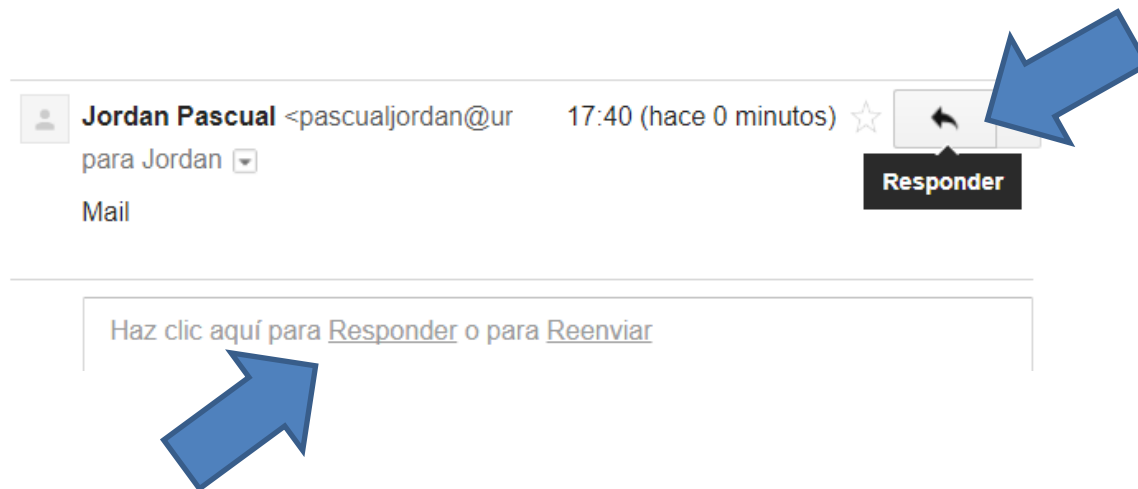 Jordan Pascual <pascualjordan@ur 17:40 (hace 0 minutos)
para Jordan
Responder
Mail
Haz clic aquí para Responder o para Reenviar